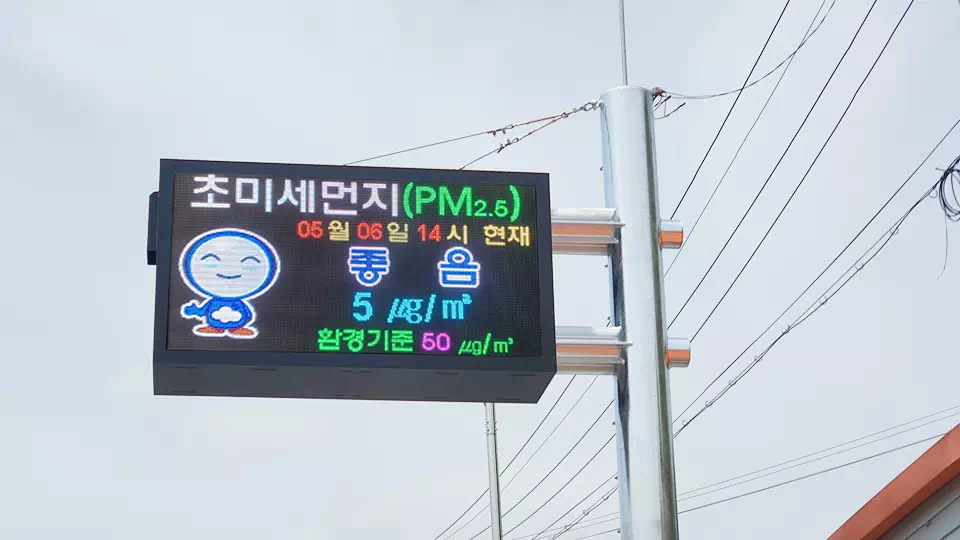 초미세먼지(PM2.5)
05월 06일 14시 현재
좋음
5 ㎍/㎥
환경기준 50 ㎍/㎥